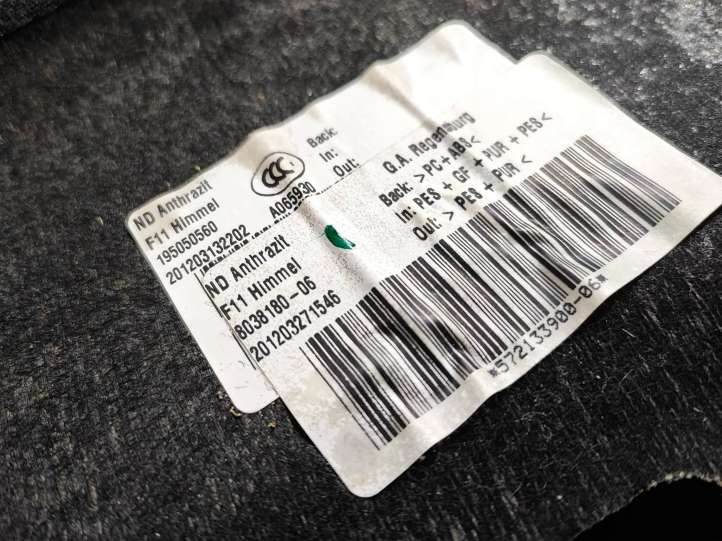 ND Anthrazit
F11 Himmel
195050560
201203132202
A065930
CCC
Back:
In:
Out:
ND Anthrazit
F11 Himmel
8038180-06
201203271546
G.A. Regensburg
Back: >PC+ABS<
In: PES + GF + PUR + PES<
Out: > PES + PUR <
*572133900-06*